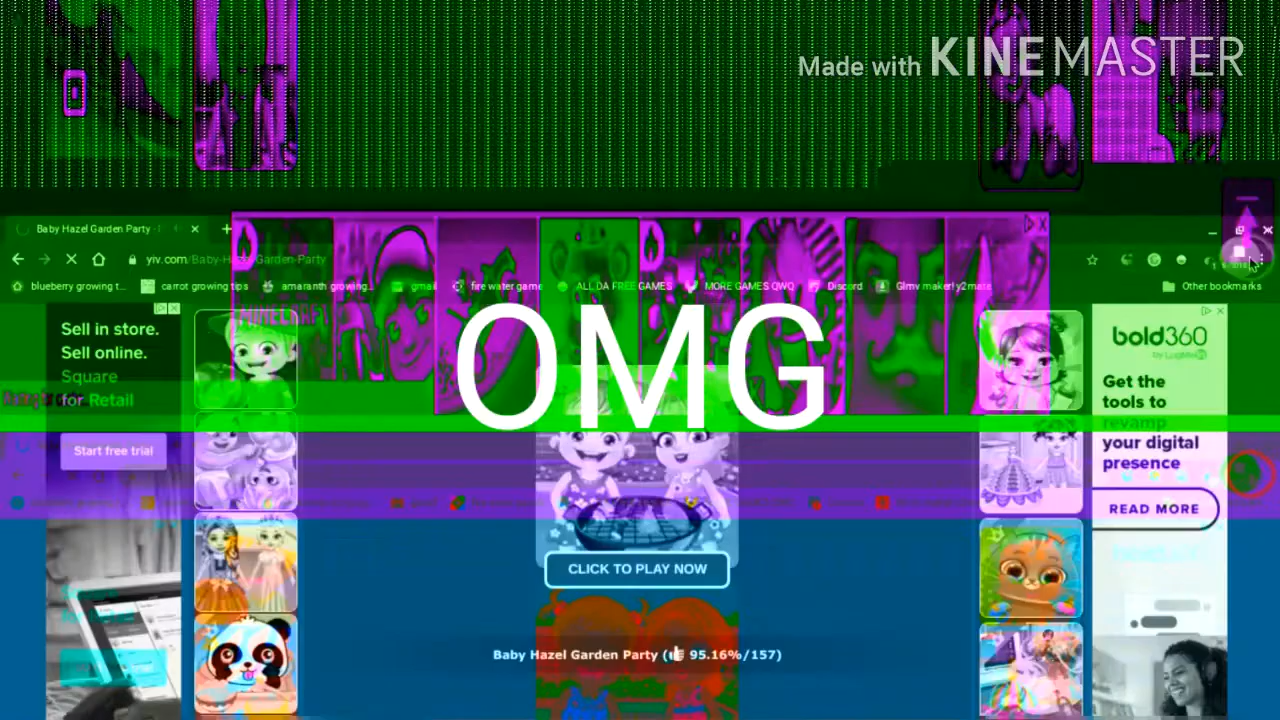 Made with KINEMASTER
Baby Hazel Garden Party
yiv.com/Baby-Hazel-Garden-Party
blueberry growing t...
carrot growing tips
amaranth growing...
gmail
fire water game
ALL DA FREE GAMES
MORE GAMES QWQ
Discord
Other bookmarks
MINECRAFT
OMG
Sell in store.
Sell online.
Square
for Retail
Start free trial
bold360
by LogMeIn
Get the
tools to
revamp
your digital
presence
READ MORE
CLICK TO PLAY NOW
Baby Hazel Garden Party ( 95.16%/157)